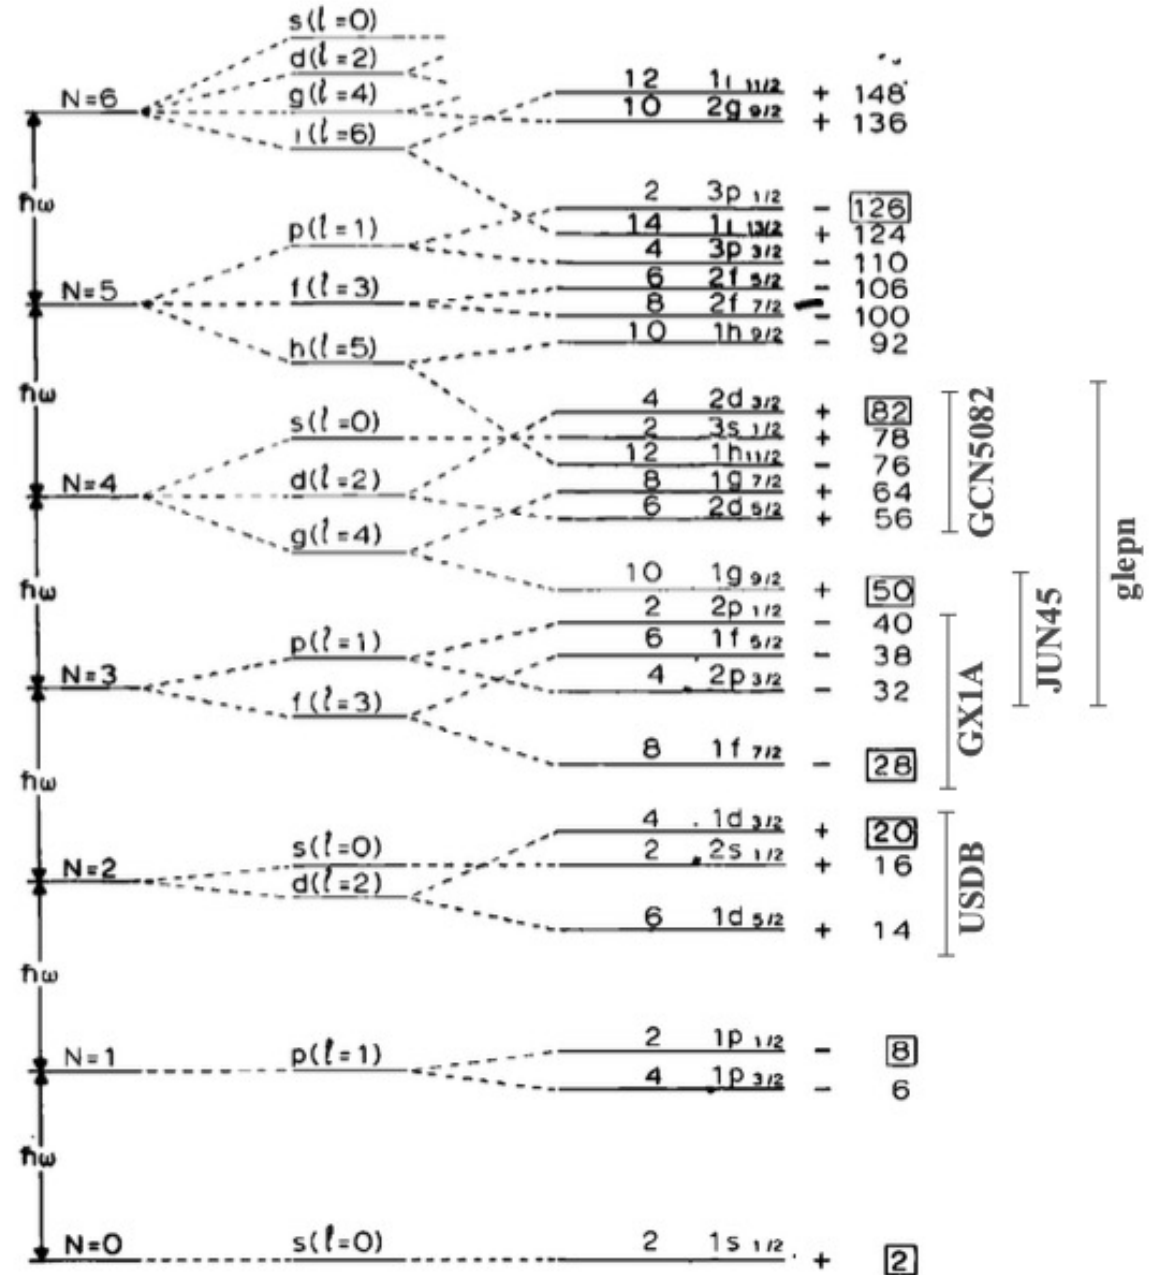 s(l=0)
d(l=2)
N=6 g(l=4) 12 1i 11/2 + 148
i(l=6) 10 2g 9/2 + 136
ħω 2 3p 1/2 - 126
p(l=1) 14 1i 13/2 + 124
4 3p 3/2 - 110
N=5 f(l=3) 6 2f 5/2 - 106
8 2f 7/2 - 100
h(l=5) 10 1h 9/2 - 92
ħω
4 2d 3/2 + 82
s(l=0) 2 3s 1/2 + 78
12 1h 11/2 - 76
N=4 d(l=2) 8 1g 7/2 + 64
6 2d 5/2 + 56
g(l=4)
GCN5082
ħω 10 1g 9/2 + 50
2 2p 1/2 - 40
p(l=1) 6 1f 5/2 - 38
N=3 4 2p 3/2 - 32
f(l=3)
8 1f 7/2 - 28
glepn
JUN45
GX1A
ħω
4 1d 3/2 + 20
s(l=0) 2 2s 1/2 + 16
N=2 d(l=2)
6 1d 5/2 + 14
USDB
ħω
2 1p 1/2 - 8
N=1 p(l=1) 4 1p 3/2 - 6
ħω
N=0 s(l=0) 2 1s 1/2 + 2